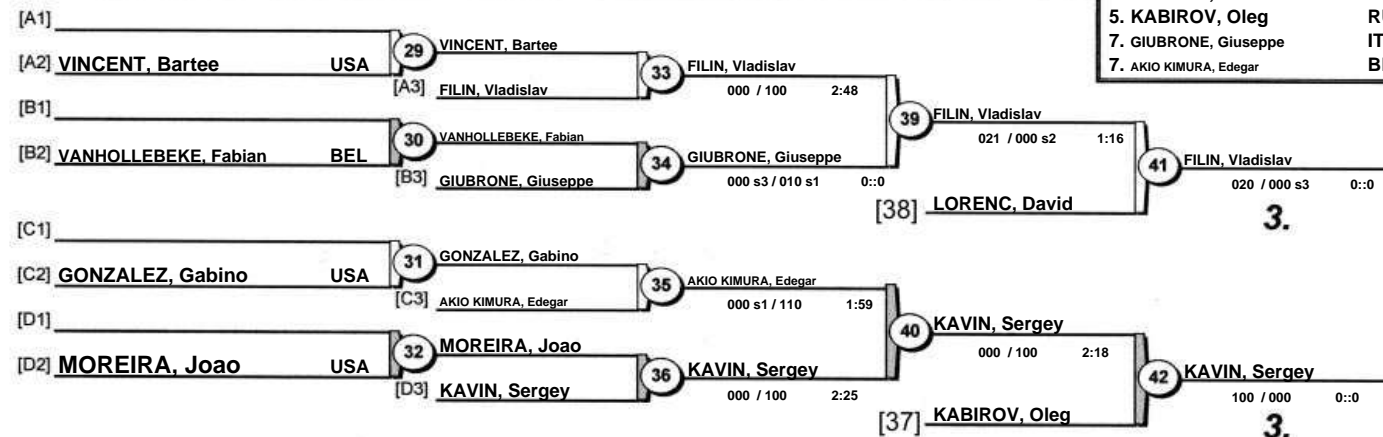 5. KABIROV, Oleg
7. GIUBRONE, Giuseppe
7. AKIO KIMURA, Edegar
[A1]
[A2] VINCENT, Bartee USA
29
VINCENT, Bartee
[A3] FILIN, Vladislav
33
FILIN, Vladislav
000 / 100 2:48
[B1]
[B2] VANHOLLEBEKE, Fabian BEL
30
VANHOLLEBEKE, Fabian
[B3] GIUBRONE, Giuseppe
34
GIUBRONE, Giuseppe
000 s3 / 010 s1 0::0
39
FILIN, Vladislav
021 / 000 s2 1:16
[38] LORENC, David
41
FILIN, Vladislav
020 / 000 s3 0::0
3.
[C1]
[C2] GONZALEZ, Gabino USA
31
GONZALEZ, Gabino
[C3] AKIO KIMURA, Edegar
35
AKIO KIMURA, Edegar
000 s1 / 110 1:59
[D1]
[D2] MOREIRA, Joao USA
32
MOREIRA, Joao
[D3] KAVIN, Sergey
36
KAVIN, Sergey
000 / 100 2:25
40
KAVIN, Sergey
000 / 100 2:18
[37] KABIROV, Oleg
42
KAVIN, Sergey
100 / 000 0::0
3.